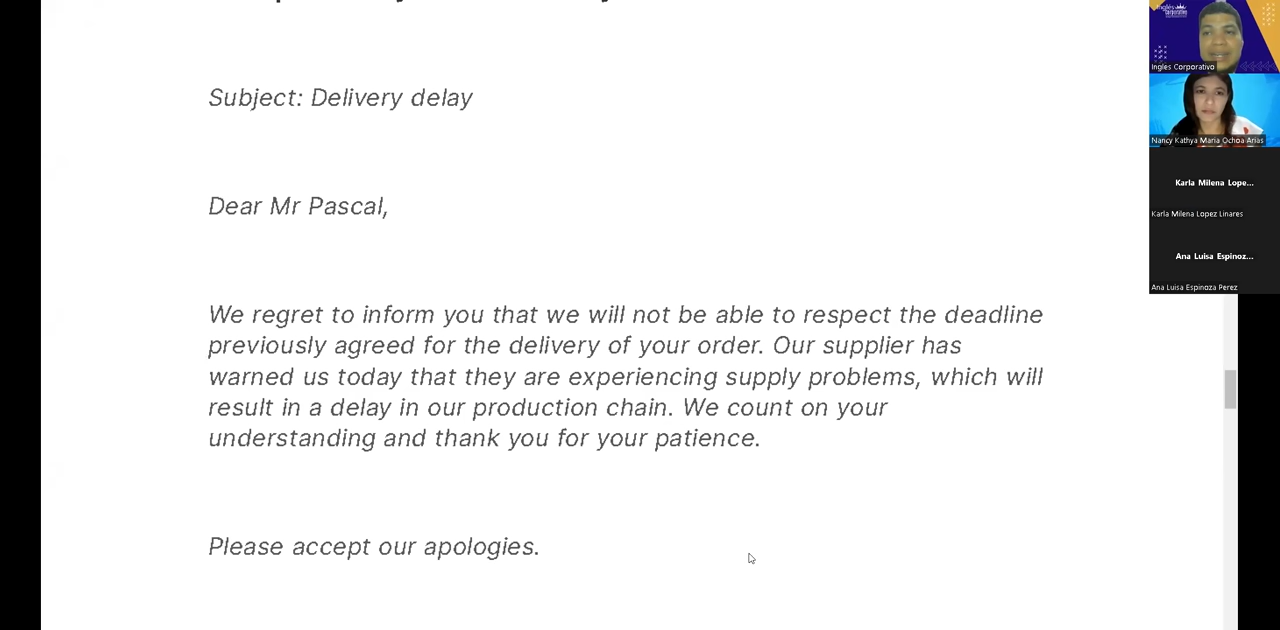 Subject: Delivery delay
Dear Mr Pascal,
We regret to inform you that we will not be able to respect the deadline
previously agreed for the delivery of your order. Our supplier has
warned us today that they are experiencing supply problems, which will
result in a delay in our production chain. We count on your
understanding and thank you for your patience.
Please accept our apologies.
Inglés Corporativo
Nancy Kathya Maria Ochoa Arias
Karla Milena Lope...
Karla Milena Lopez Linares
Ana Luisa Espinoz...
Ana Luisa Espinoza Perez